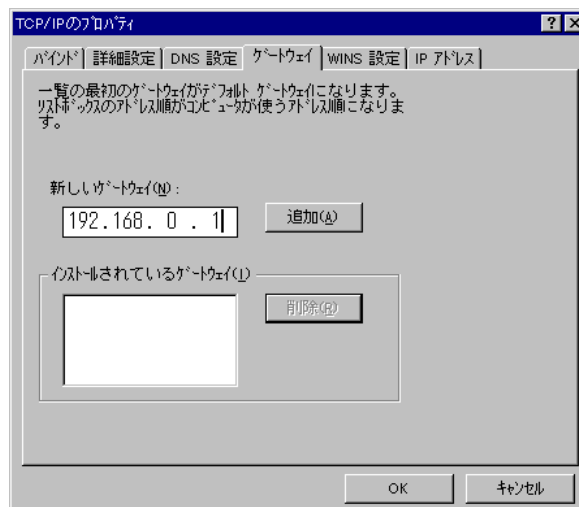 TCP/IPのﾌﾟﾛﾊﾟﾃｨ
ﾊﾞｲﾝﾄﾞ 詳細設定 DNS 設定 ｹﾞｰﾄｳｪｲ WINS 設定 IP ｱﾄﾞﾚｽ
一覧の最初のｹﾞｰﾄｳｪｲがﾃﾞﾌｫﾙﾄ ｹﾞｰﾄｳｪｲになります。
ﾘｽﾄﾎﾞｯｸｽのｱﾄﾞﾚｽ順がｺﾝﾋﾟｭｰﾀが使うｱﾄﾞﾚｽ順になりま
す。
新しいｹﾞｰﾄｳｪｲ(N) :
192.168. 0 . 1 追加(A)
ｲﾝｽﾄｰﾙされているｹﾞｰﾄｳｪｲ(I)
削除(R)
OK ｷｬﾝｾﾙ